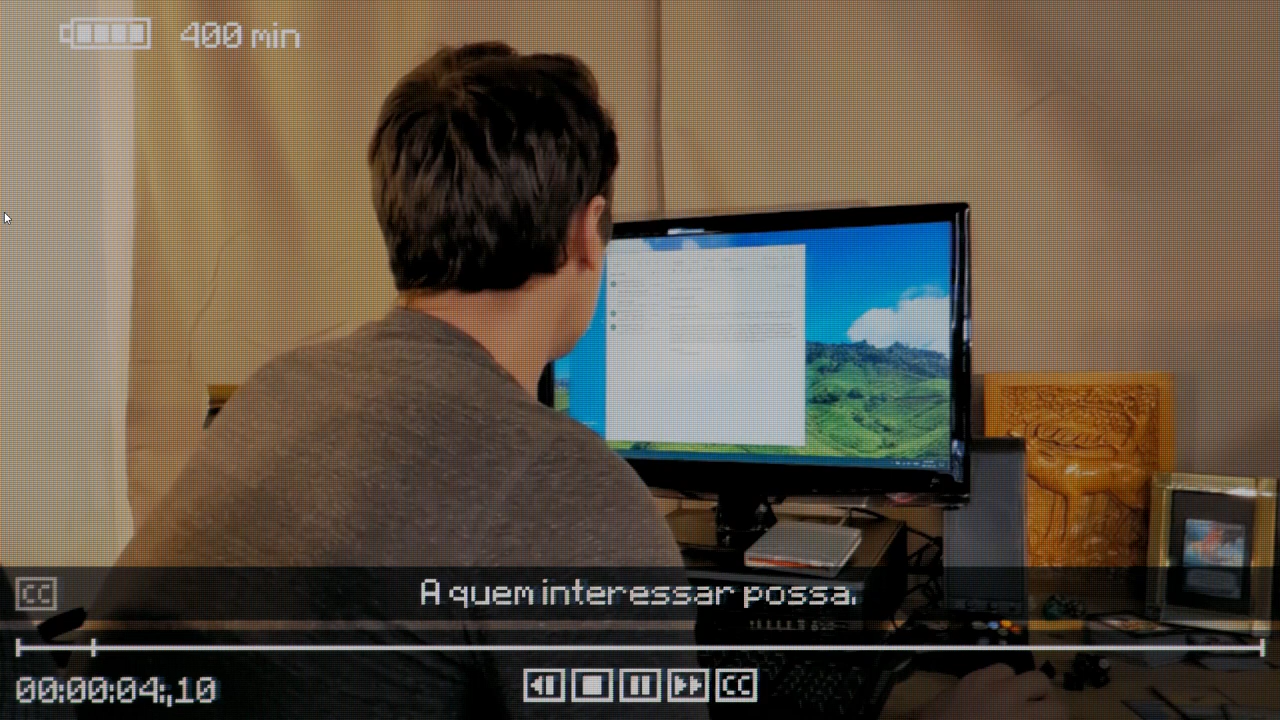 400 min
CC
A quem interessar possa.
00:00:04:,10
CC